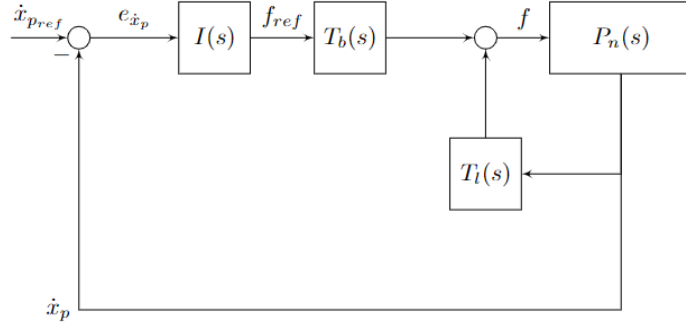 ẋ_{p_{ref}} e_{ẋ_p} I(s) f_{ref} T_b(s) f P_n(s)
−
T_l(s)
ẋ_p